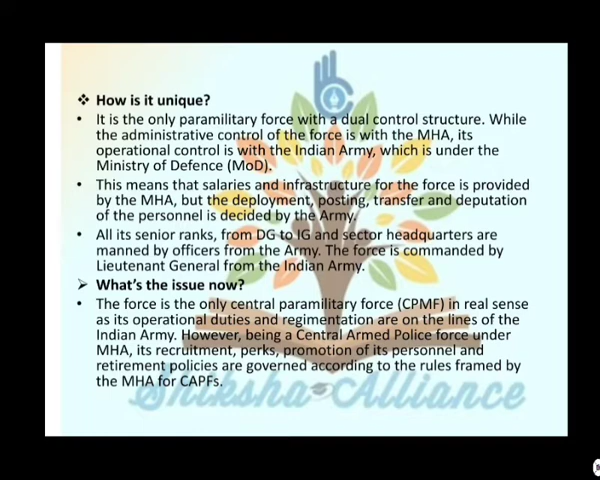 ❖ How is it unique?
• It is the only paramilitary force with a dual control structure. While
the administrative control of the force is with the MHA, its
operational control is with the Indian Army, which is under the
Ministry of Defence (MoD).
• This means that salaries and infrastructure for the force is provided
by the MHA, but the deployment, posting, transfer and deputation
of the personnel is decided by the Army.
• All its senior ranks, from DG to IG and sector headquarters are
manned by officers from the Army. The force is commanded by
Lieutenant General from the Indian Army.
➢ What's the issue now?
• The force is the only central paramilitary force (CPMF) in real sense
as its operational duties and regimentation are on the lines of the
Indian Army. However, being a Central Armed Police force under
MHA, its recruitment, perks, promotion of its personnel and
retirement policies are governed according to the rules framed by
the MHA for CAPFs.
Shiksha Alliance